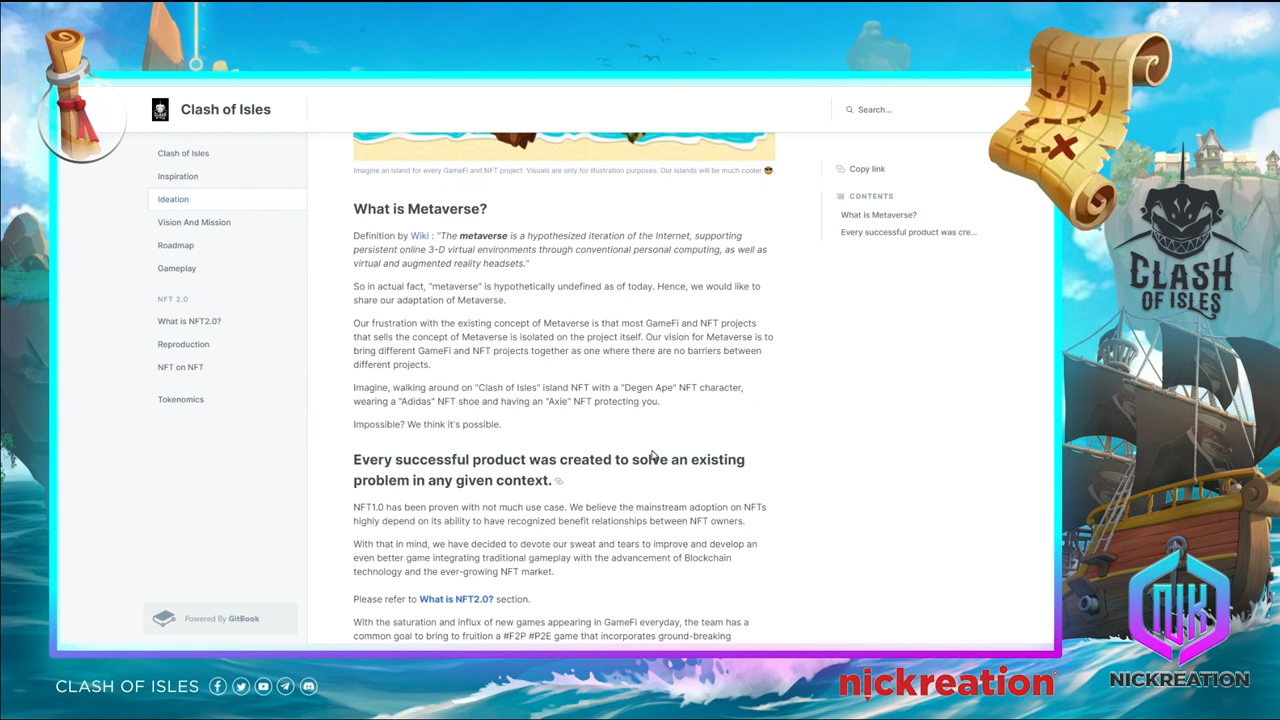 Clash of Isles
Search...
Clash of Isles
Inspiration
Ideation
Vision And Mission
Roadmap
Gameplay
NFT 2.0
What is NFT2.0?
Reproduction
NFT on NFT
Tokenomics
Powered By GitBook
Imagine an island for every GameFi and NFT project. Visuals are only for illustration purposes. Our islands will be much cooler 😎
What is Metaverse?
Definition by Wiki : "The metaverse is a hypothesized iteration of the Internet, supporting
persistent online 3-D virtual environments through conventional personal computing, as well as
virtual and augmented reality headsets."
So in actual fact, "metaverse" is hypothetically undefined as of today. Hence, we would like to
share our adaptation of Metaverse.
Our frustration with the existing concept of Metaverse is that most GameFi and NFT projects
that sells the concept of Metaverse is isolated on the project itself. Our vision for Metaverse is to
bring different GameFi and NFT projects together as one where there are no barriers between
different projects.
Imagine, walking around on "Clash of Isles" island NFT with a "Degen Ape" NFT character,
wearing a "Adidas" NFT shoe and having an "Axie" NFT protecting you.
Impossible? We think it's possible.
Every successful product was created to solve an existing
problem in any given context.
NFT1.0 has been proven with not much use case. We believe the mainstream adoption on NFTs
highly depend on its ability to have recognized benefit relationships between NFT owners.
With that in mind, we have decided to devote our sweat and tears to improve and develop an
even better game integrating traditional gameplay with the advancement of Blockchain
technology and the ever-growing NFT market.
Please refer to What is NFT2.0? section.
With the saturation and influx of new games appearing in GameFi everyday, the team has a
common goal to bring to fruition a #F2P #P2E game that incorporates ground-breaking
Copy link
CONTENTS
What is Metaverse?
Every successful product was cre...
CLASH
OF ISLES
NICKREATION
nickreation
CLASH OF ISLES